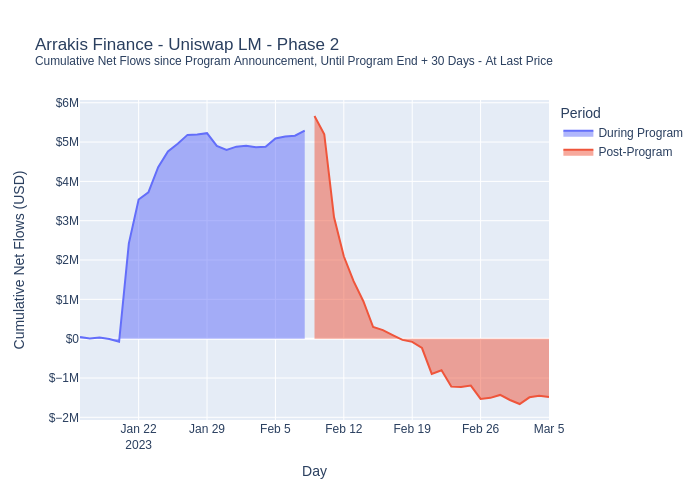 Arrakis Finance - Uniswap LM - Phase 2
Cumulative Net Flows since Program Announcement, Until Program End + 30 Days - At Last Price
Period
During Program
Post-Program
Cumulative Net Flows (USD)
$6M
$5M
$4M
$3M
$2M
$1M
$0
$−1M
$−2M
Jan 22
2023
Jan 29
Feb 5
Feb 12
Feb 19
Feb 26
Mar 5
Day